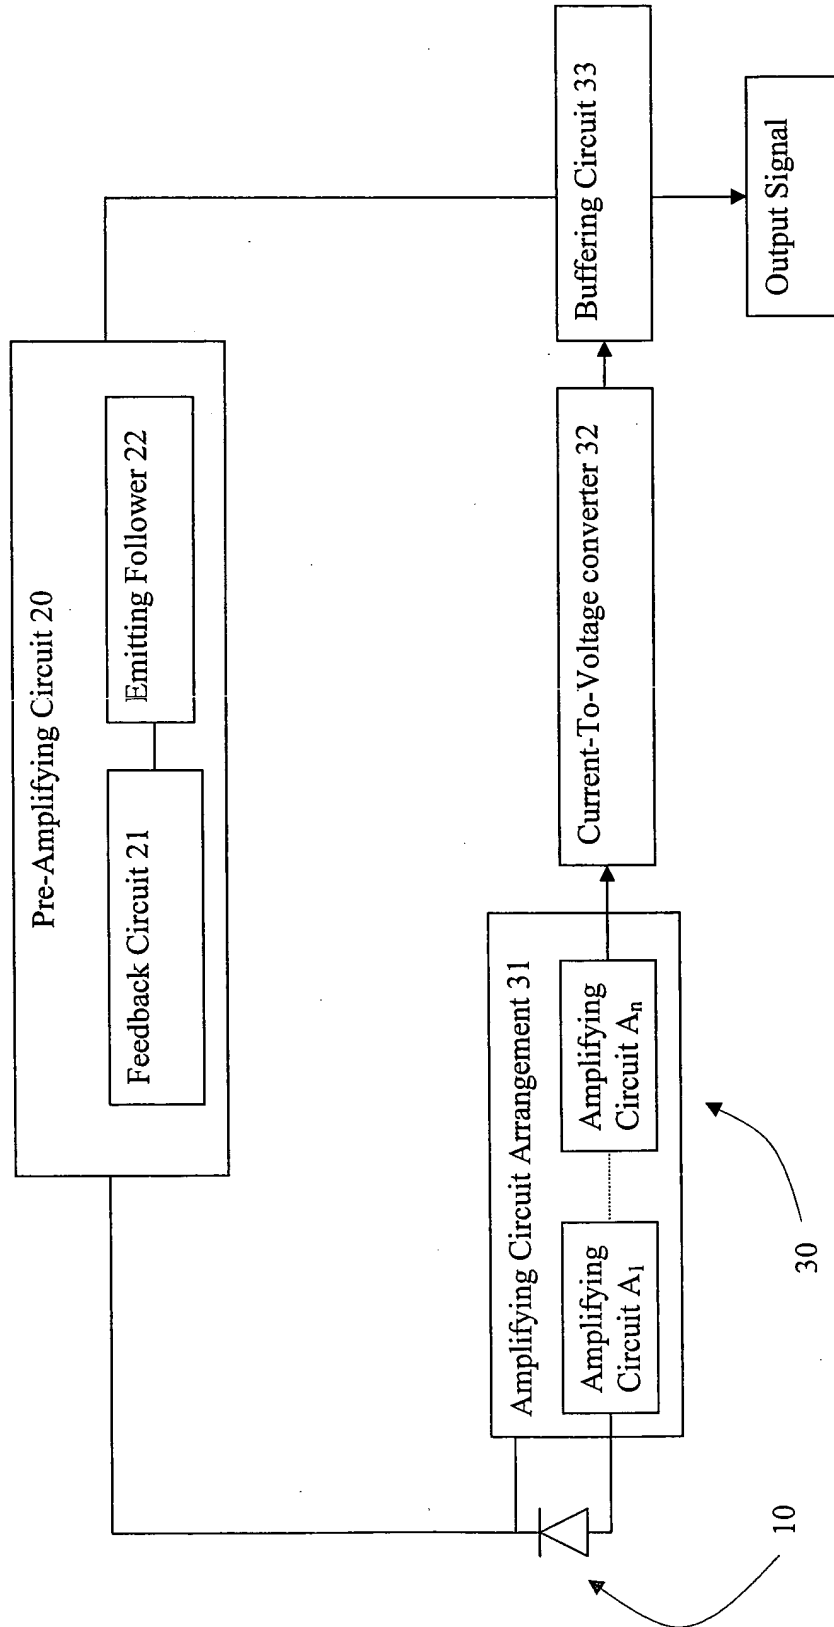 Pre-Amplifying Circuit 20
Feedback Circuit 21
Emitting Follower 22
Amplifying Circuit Arrangement 31
Amplifying
Circuit A₁
Amplifying
Circuit Aₙ
Current-To-Voltage converter 32
Buffering Circuit 33
Output Signal
10
30